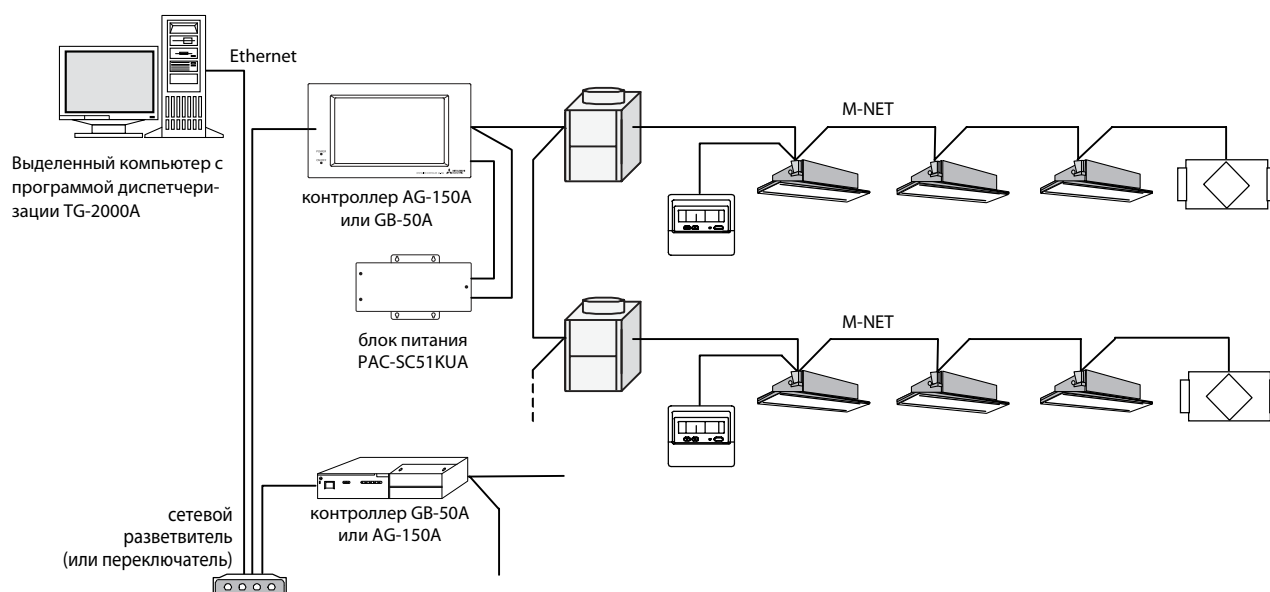 Ethernet
Выделенный компьютер с
программой диспетчери-
зации TG-2000A
контроллер AG-150A
или GB-50A
M-NET
блок питания
PAC-SC51KUA
M-NET
контроллер GB-50A
или AG-150A
сетевой
разветвитель
(или переключатель)